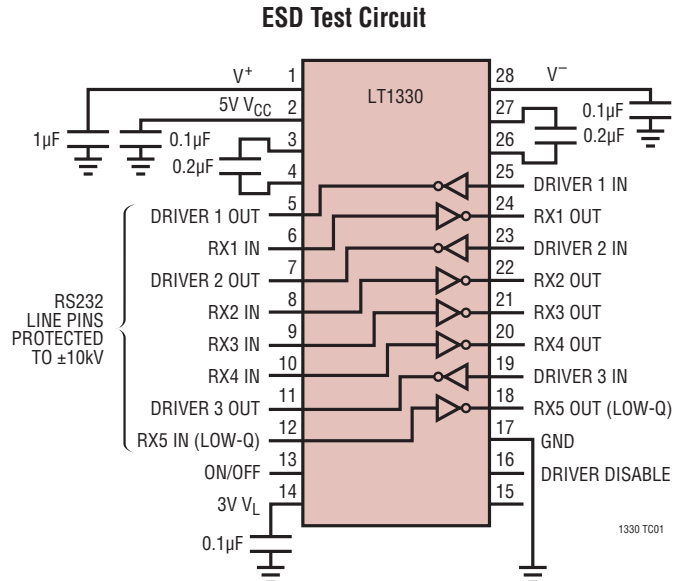 ESD Test Circuit
LT1330
V+ 1
5V VCC 2
1µF
0.1µF
3
0.2µF
4
DRIVER 1 OUT 5
RX1 IN 6
DRIVER 2 OUT 7
RX2 IN 8
RX3 IN 9
RX4 IN 10
DRIVER 3 OUT 11
RX5 IN (LOW-Q) 12
ON/OFF 13
3V VL 14
0.1µF
RS232
LINE PINS
PROTECTED
TO ±10kV
28 V–
27
0.1µF
0.2µF
26
25 DRIVER 1 IN
24 RX1 OUT
23 DRIVER 2 IN
22 RX2 OUT
21 RX3 OUT
20 RX4 OUT
19 DRIVER 3 IN
18 RX5 OUT (LOW-Q)
17 GND
16 DRIVER DISABLE
15
1330 TC01